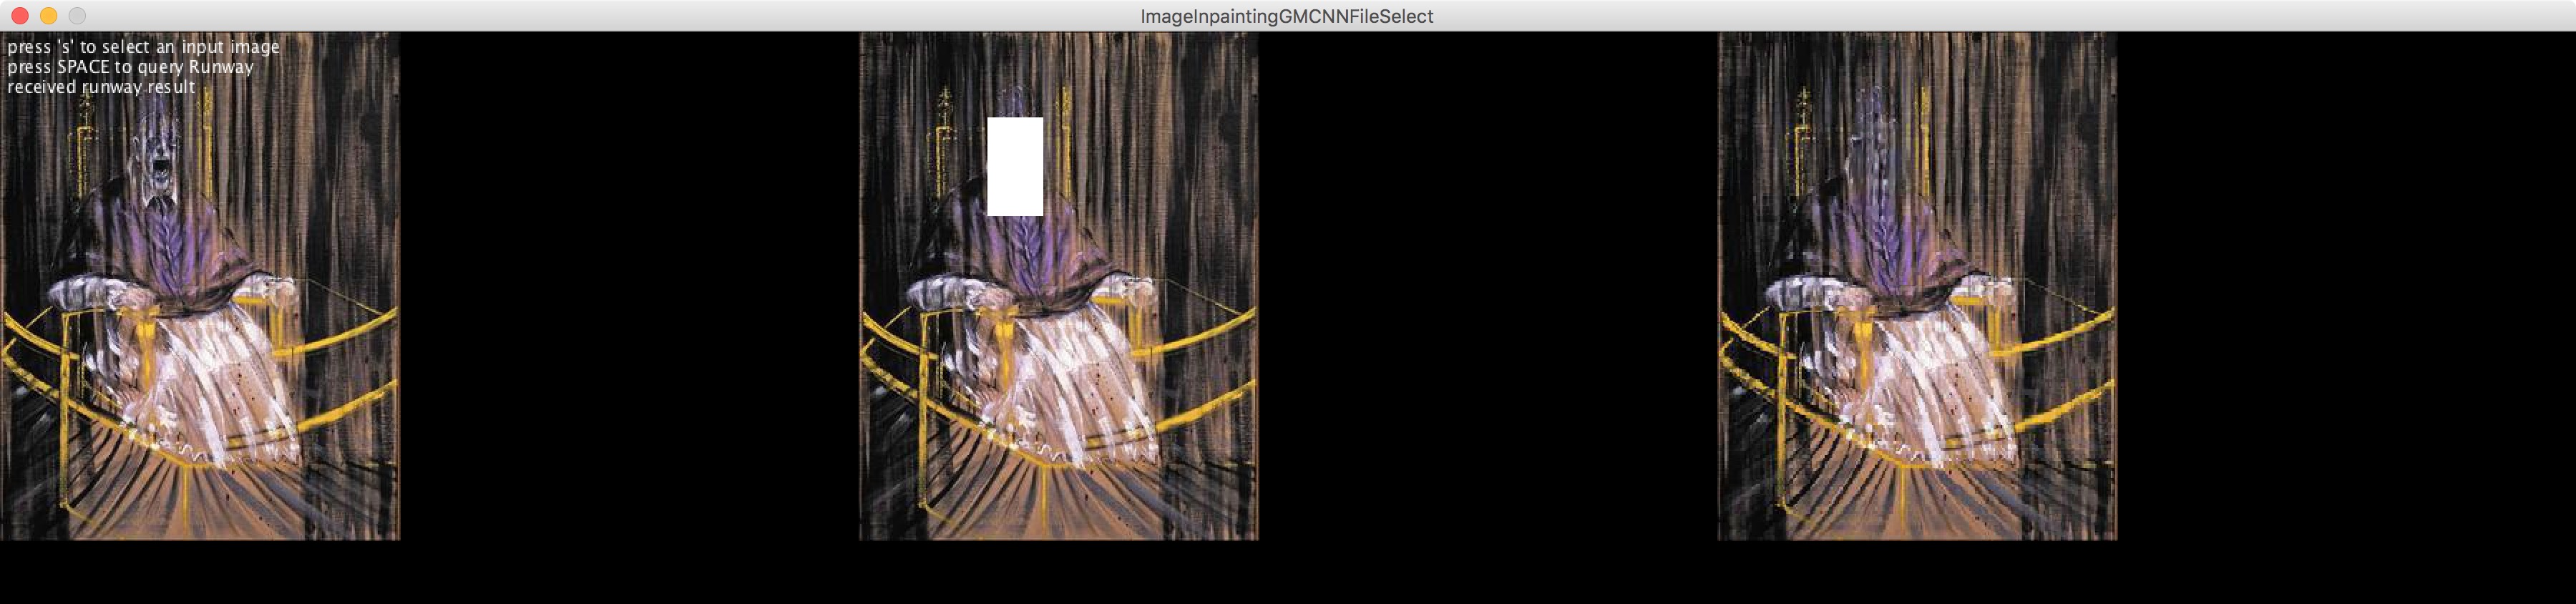 ImageInpaintingGMCNNFileSelect
press 's' to select an input image
press SPACE to query Runway
received runway result